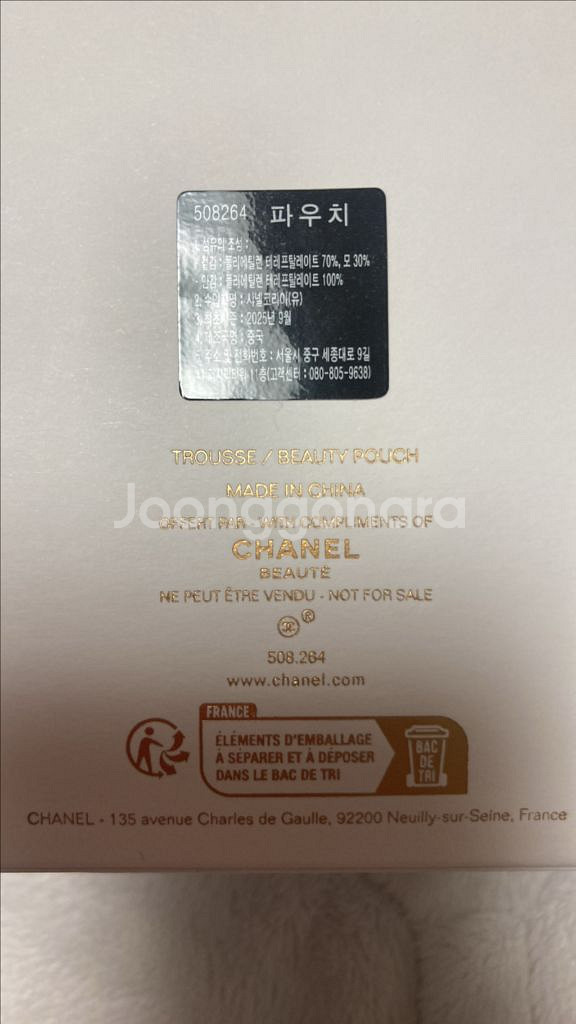 508264 파우치
1. 섬유의 조성 :
겉감 : 폴리에틸렌 테레프탈레이트 70%, 모 30%
안감 : 폴리에틸렌 테레프탈레이트 100%
2. 수입자명 : 샤넬코리아(유)
3. 제조시준 : 2025년 9월
4. 제조국명 : 중국
5. 주소 및 전화번호 : 서울시 중구 세종대로 9길
11층(고객센터 : 080-805-9638)
TROUSSE / BEAUTY POUCH
MADE IN CHINA
Joonggonara
OFFERT PAR - WITH COMPLIMENTS OF
CHANEL
BEAUTÉ
NE PEUT ÊTRE VENDU - NOT FOR SALE
®
508.264
www.chanel.com
FRANCE
ÉLÉMENTS D'EMBALLAGE
À SÉPARER ET À DÉPOSER
DANS LE BAC DE TRI
BAC
DE
TRI
CHANEL - 135 avenue Charles de Gaulle, 92200 Neuilly-sur-Seine, France